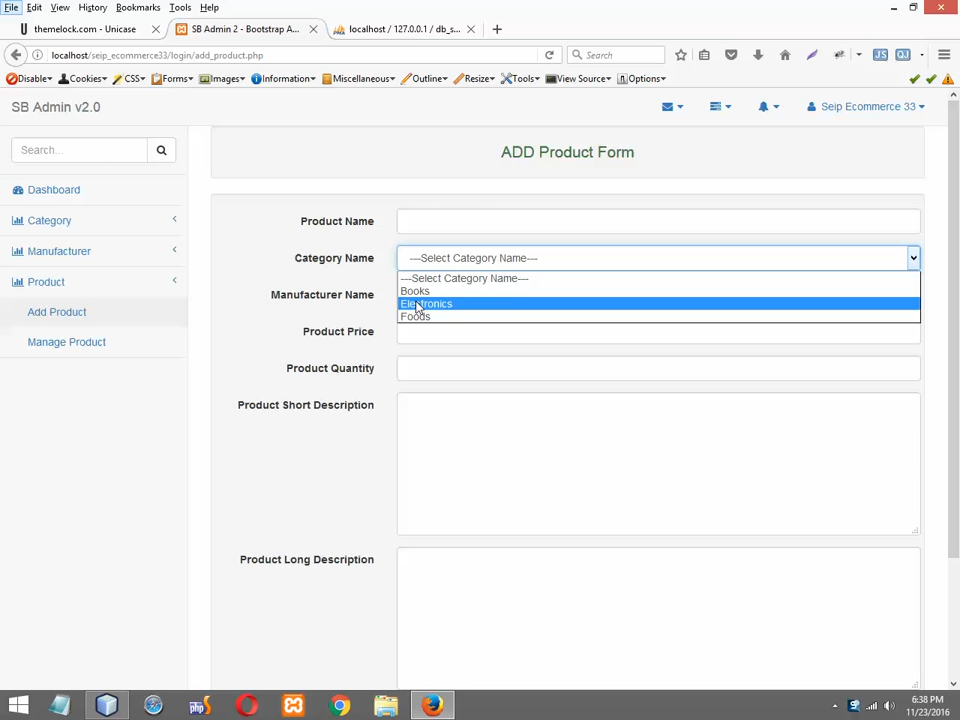 File Edit View History Bookmarks Tools Help
themelock.com - Unicase
SB Admin 2 - Bootstrap A...
localhost / 127.0.0.1 / db_s...
localhost/seip_ecommerce33/login/add_product.php
Search
Disable Cookies CSS Forms Images Information Miscellaneous Outline Resize Tools View Source Options
SB Admin v2.0
Seip Ecommerce 33
Search...
Dashboard
Category
Manufacturer
Product
Add Product
Manage Product
ADD Product Form
Product Name
Category Name
---Select Category Name---
---Select Category Name---
Books
Electronics
Foods
Manufacturer Name
Product Price
Product Quantity
Product Short Description
Product Long Description
6:38 PM
11/23/2016